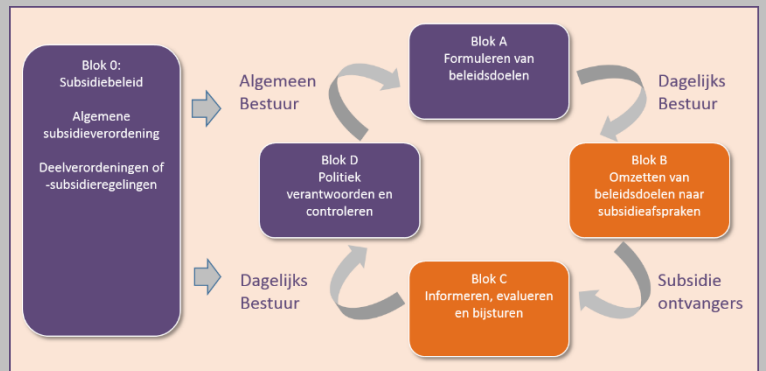 Blok 0:
Subsidiebeleid
Algemene
subsidieverordening
Deelverordeningen of
-subsidieregelingen
Algemeen
Bestuur
Blok A
Formuleren van
beleidsdoelen
Dagelijks
Bestuur
Blok B
Omzetten van
beleidsdoelen naar
subsidieafspraken
Subsidie
ontvangers
Blok C
Informeren, evalueren
en bijsturen
Dagelijks
Bestuur
Blok D
Politiek
verantwoorden en
controleren